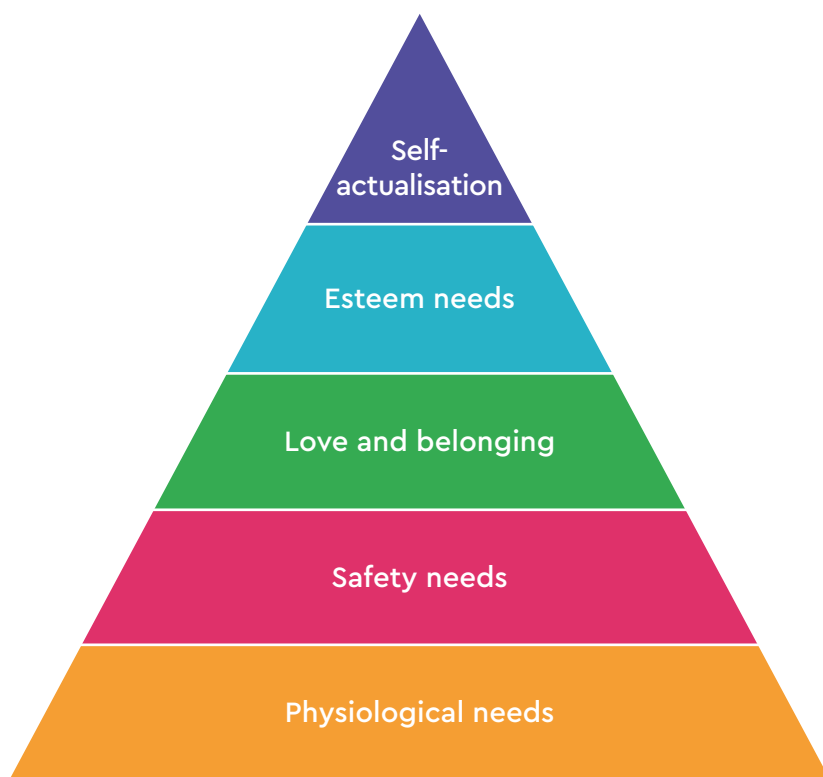 Self-
actualisation
Esteem needs
Love and belonging
Safety needs
Physiological needs